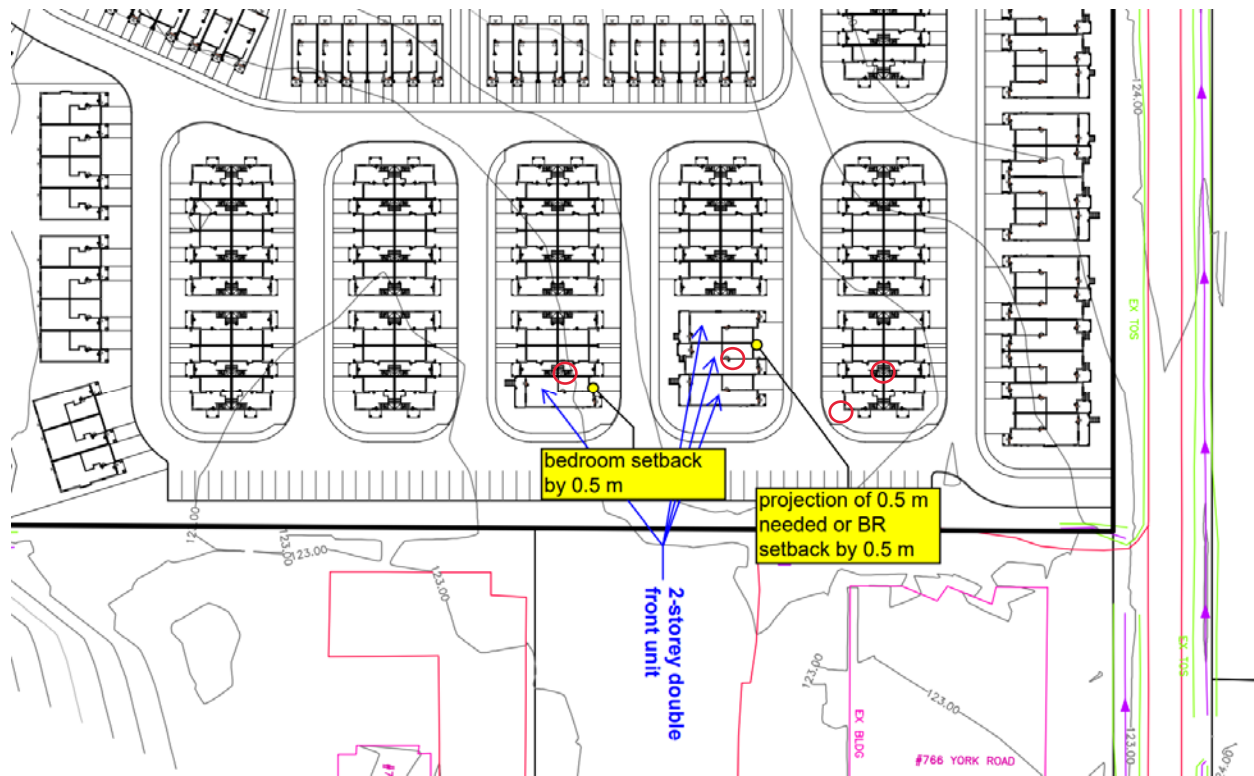 124.00
EX TOS
bedroom setback
by 0.5 m
projection of 0.5 m
needed or BR
setback by 0.5 m
2-storey double
front unit
123.00
123.00
123.00
123.00
123.00
EX TOS
EX BLDG
#766 YORK ROAD
123.00